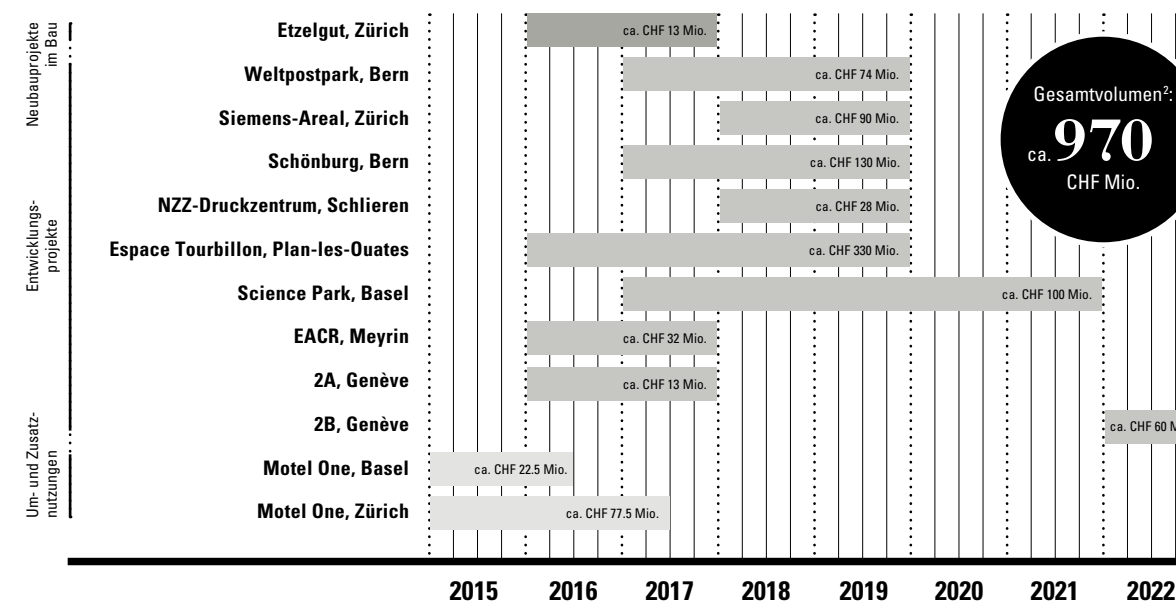 Neubauprojekte
im Bau
Etzelgut, Zürich
ca. CHF 13 Mio.
Weltpostpark, Bern
ca. CHF 74 Mio.
Siemens-Areal, Zürich
ca. CHF 90 Mio.
Schönburg, Bern
ca. CHF 130 Mio.
Entwicklungs-
projekte
NZZ-Druckzentrum, Schlieren
ca. CHF 28 Mio.
Espace Tourbillon, Plan-les-Ouates
ca. CHF 330 Mio.
Science Park, Basel
ca. CHF 100 Mio.
EACR, Meyrin
ca. CHF 32 Mio.
2A, Genève
ca. CHF 13 Mio.
2B, Genève
ca. CHF 60 M
Um- und Zusatz-
nutzungen
Motel One, Basel
ca. CHF 22.5 Mio.
Motel One, Zürich
ca. CHF 77.5 Mio.
Gesamtvolumen²:
ca. 970
CHF Mio.
2015 2016 2017 2018 2019 2020 2021 2022